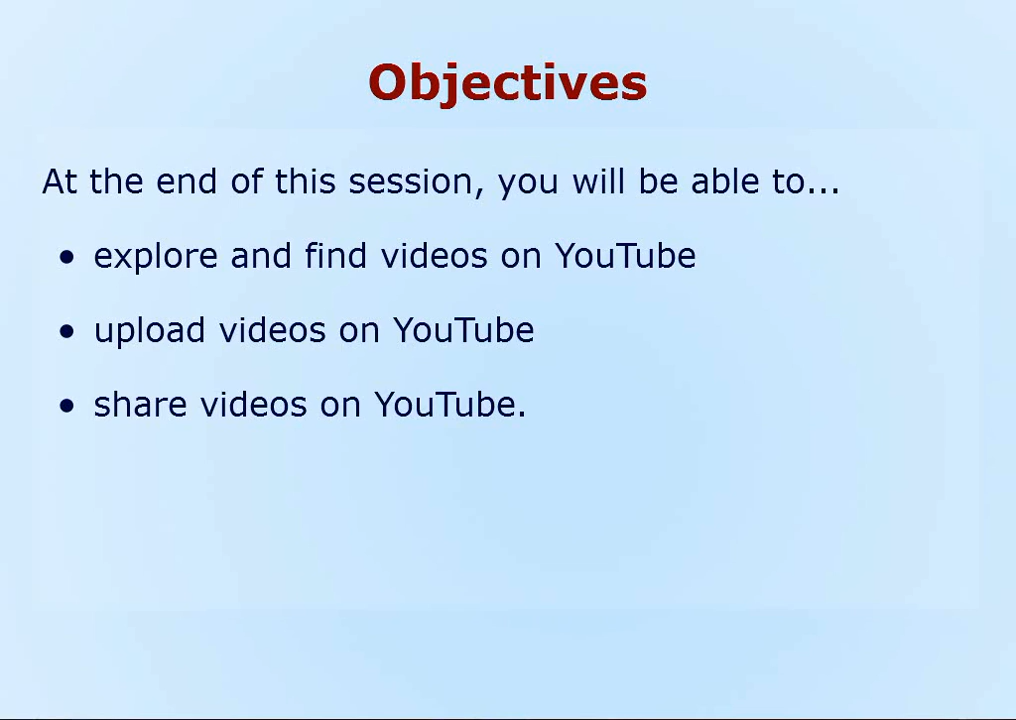 Objectives
At the end of this session, you will be able to...
• explore and find videos on YouTube
• upload videos on YouTube
• share videos on YouTube.